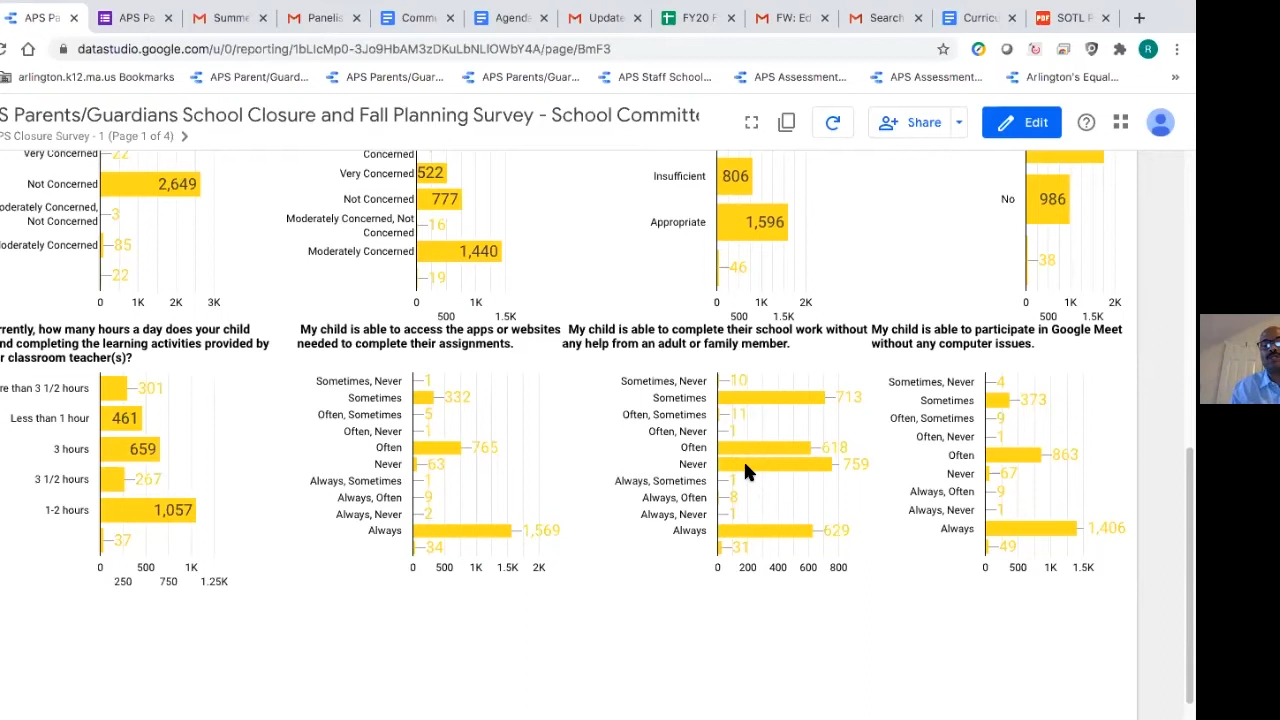 APS Pa
APS Pa
Summe
Panelis
Commu
Agenda
Update
FY20 F
FW: Ed
Search
Curricu
SOTL P
datastudio.google.com/u/0/reporting/1bLIcMp0-3Jo9HbAM3zDKuLbNLIOWbY4A/page/BmF3
R
arlington.k12.ma.us Bookmarks
APS Parent/Guard...
APS Parents/Guar...
APS Parents/Guar...
APS Staff School...
APS Assessment...
APS Assessment...
Arlington's Equal...
»
S Parents/Guardians School Closure and Fall Planning Survey - School Committe
PS Closure Survey - 1 (Page 1 of 4)
Share
Edit
Very Concerned 22
Not Concerned 2,649
oderately Concerned, 3
Not Concerned
oderately Concerned 85
22
0 1K 2K 3K
Concerned
Very Concerned 522
Not Concerned 777
Moderately Concerned, Not 16
Concerned
Moderately Concerned 1,440
19
0 1K
500 1.5K
Insufficient 806
Appropriate 1,596
46
0 1K 2K
500 1.5K
No 986
38
0 1K 2K
500 1.5K
rrently, how many hours a day does your child
nd completing the learning activities provided by
r classroom teacher(s)?
re than 3 1/2 hours 301
Less than 1 hour 461
3 hours 659
3 1/2 hours 267
1-2 hours 1,057
37
0 500 1K
250 750 1.25K
My child is able to access the apps or websites
needed to complete their assignments.
Sometimes, Never 1
Sometimes 332
Often, Sometimes 5
Often, Never 1
Often 765
Never 63
Always, Sometimes 1
Always, Often 9
Always, Never 2
Always 1,569
34
0 500 1K 1.5K 2K
My child is able to complete their school work without
any help from an adult or family member.
Sometimes, Never 10
Sometimes 713
Often, Sometimes 11
Often, Never 1
Often 618
Never 759
Always, Sometimes 1
Always, Often 8
Always, Never 1
Always 629
31
0 200 400 600 800
My child is able to participate in Google Meet
without any computer issues.
Sometimes, Never 4
Sometimes 373
Often, Sometimes 9
Often, Never 1
Often 863
Never 67
Always, Often 9
Always, Never 1
Always 1,406
49
0 500 1K 1.5K